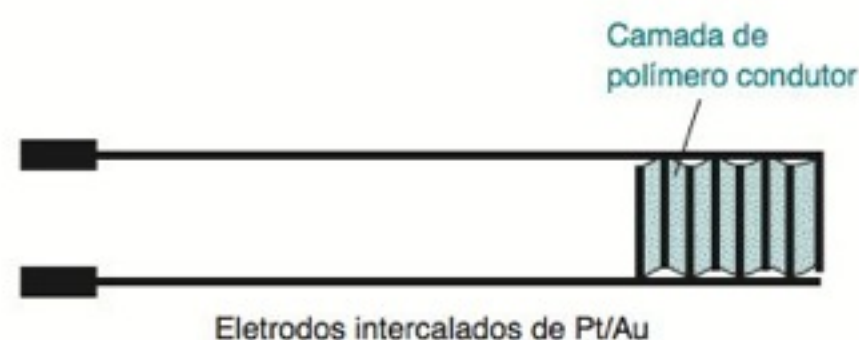 Camada de
polímero condutor
Eletrodos intercalados de Pt/Au